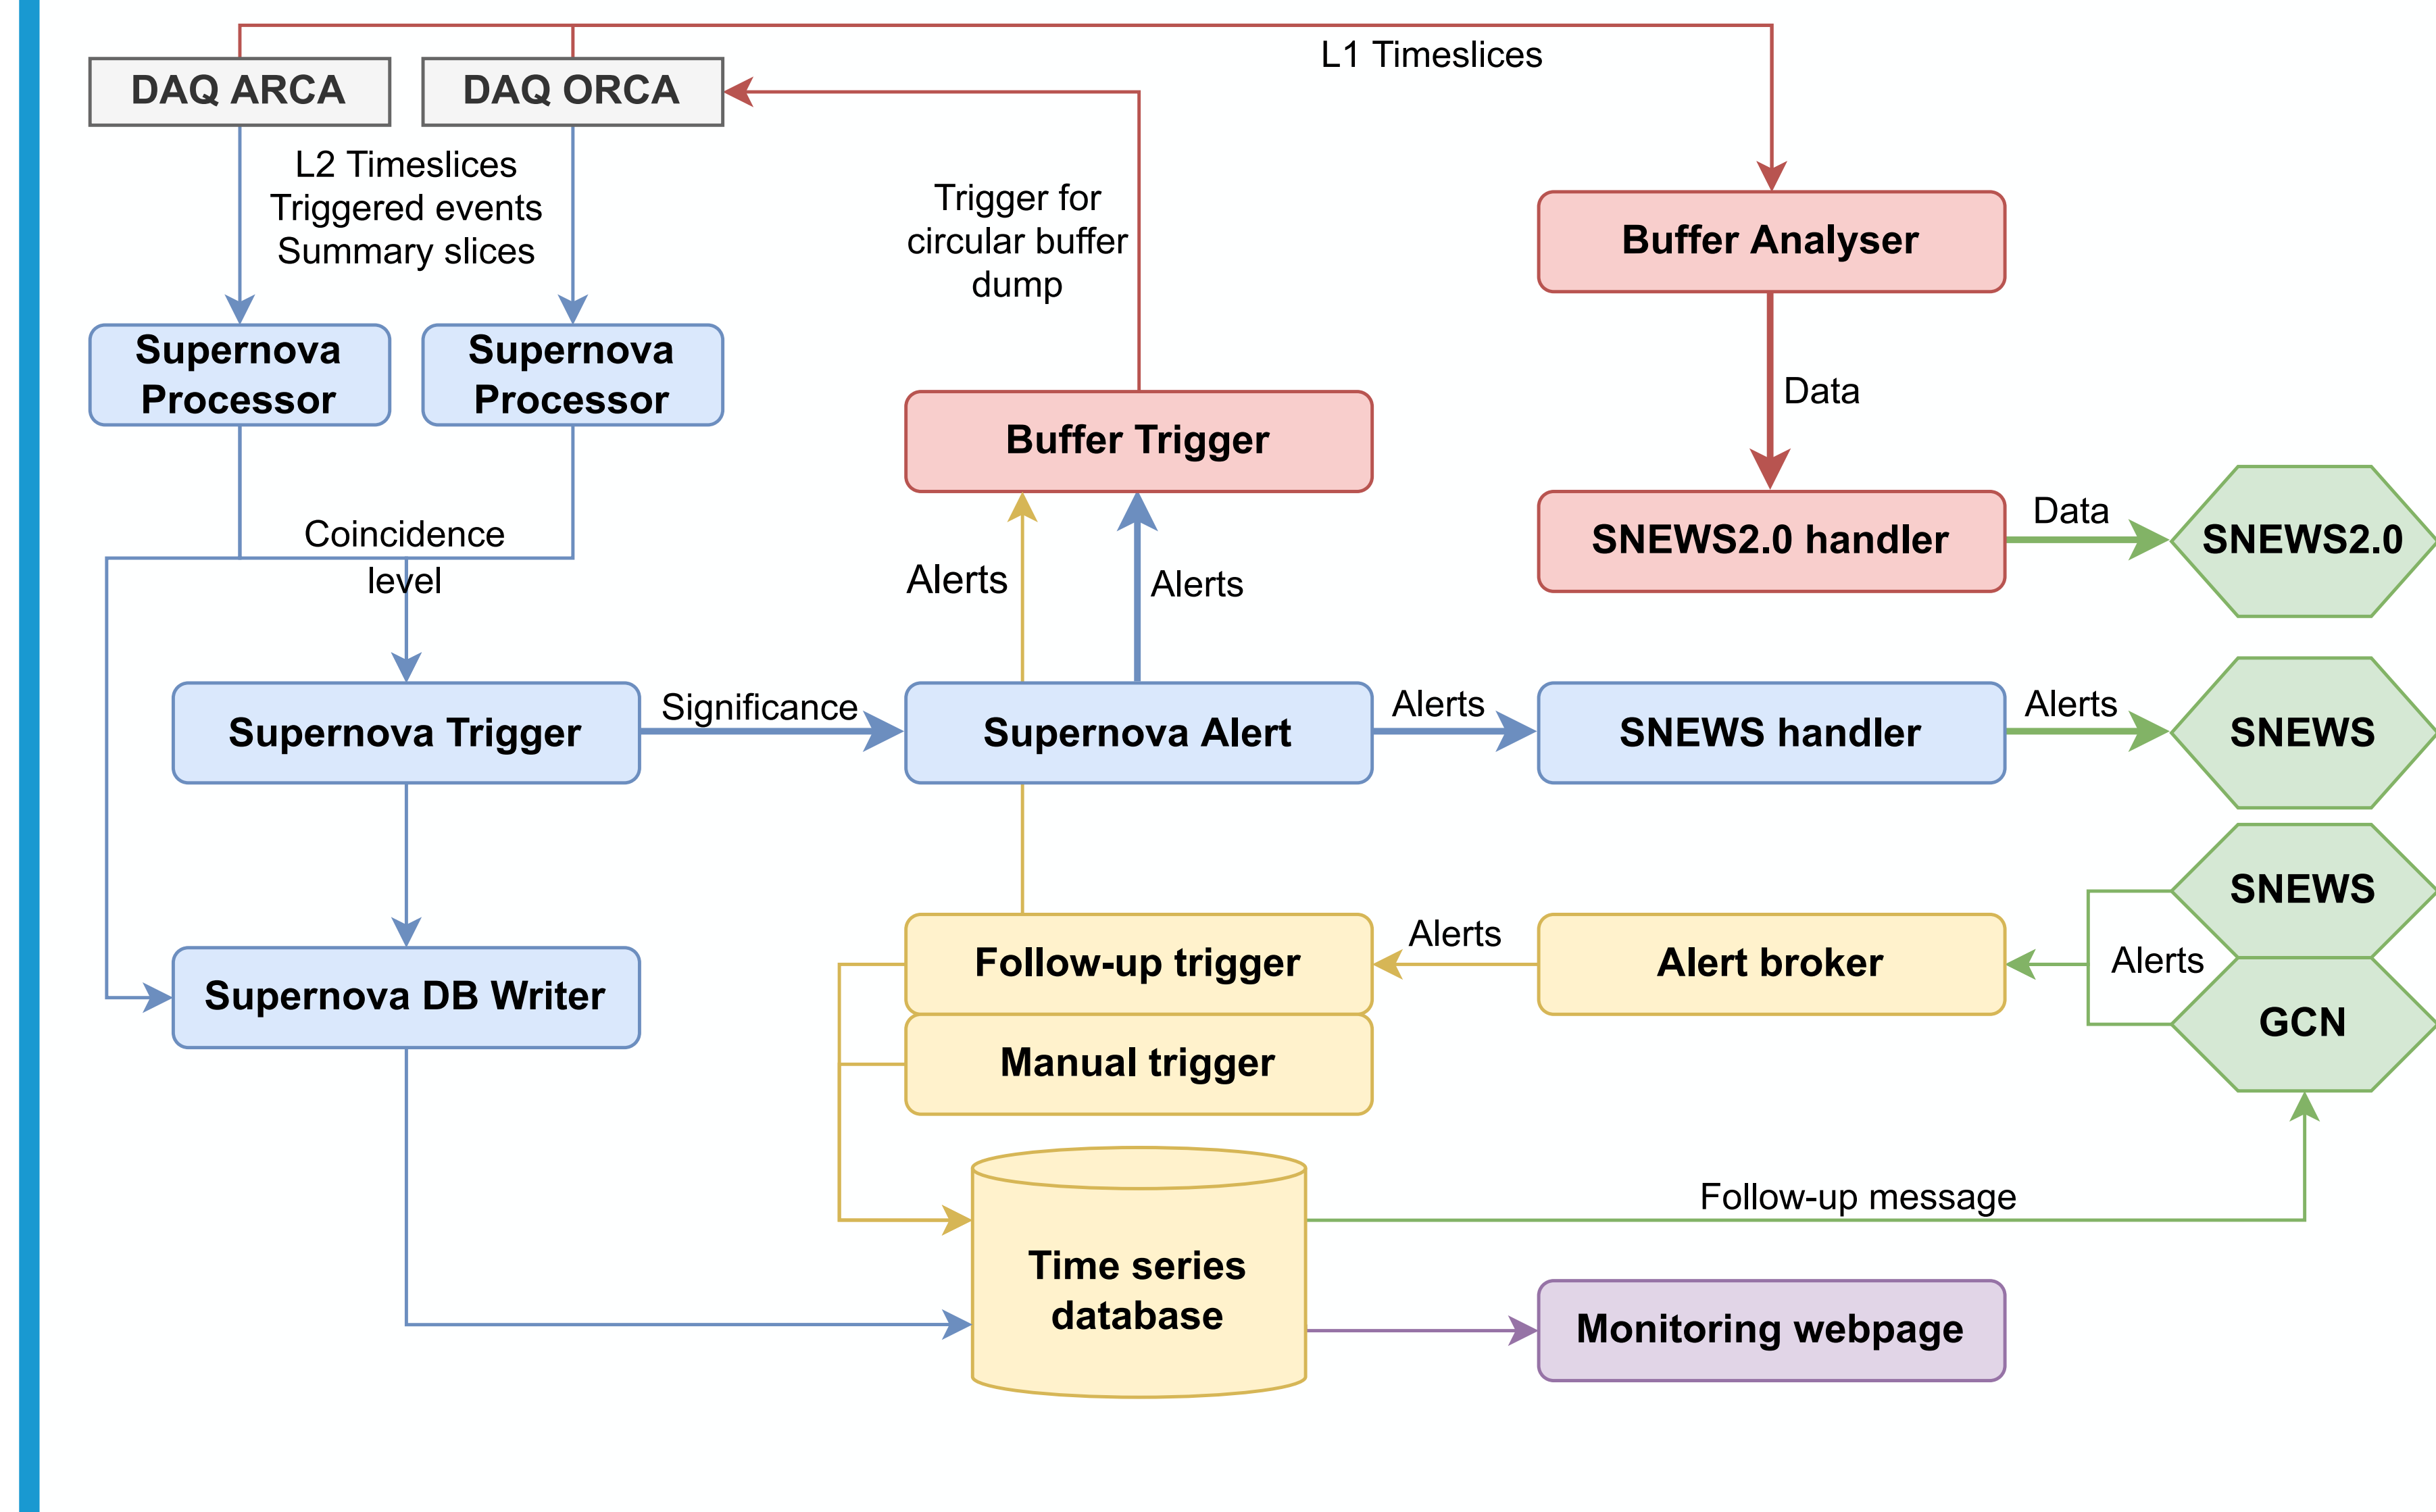 L1 Timeslices
DAQ ARCA
DAQ ORCA
L2 Timeslices
Triggered events
Summary slices
Trigger for
circular buffer
dump
Buffer Analyser
Supernova
Processor
Supernova
Processor
Data
Buffer Trigger
Coincidence
level
Alerts
Alerts
SNEWS2.0 handler
Data
SNEWS2.0
Supernova Trigger
Significance
Supernova Alert
Alerts
SNEWS handler
Alerts
SNEWS
Supernova DB Writer
Follow-up trigger
Alerts
Alert broker
Alerts
SNEWS
GCN
Manual trigger
Time series
database
Follow-up message
Monitoring webpage